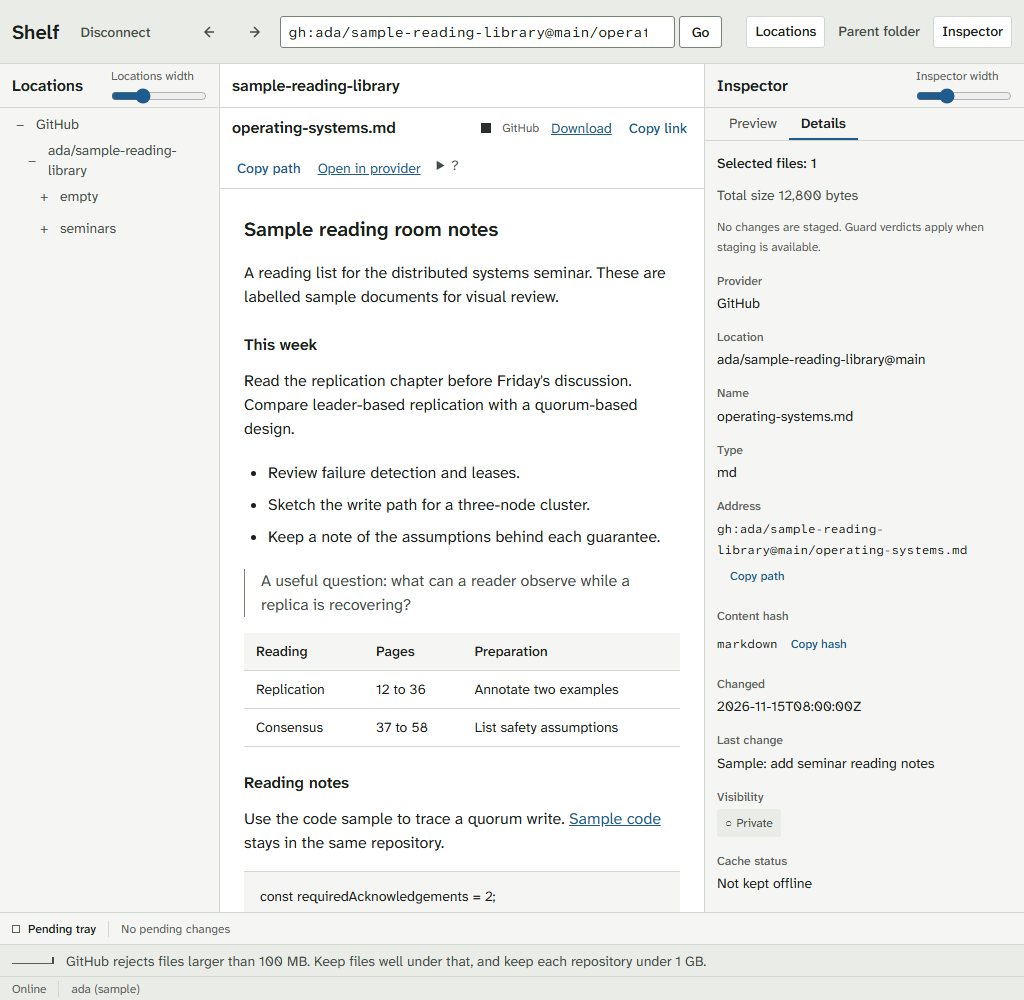 Shelf Disconnect ← → gh:ada/sample-reading-library@main/operat Go Locations Parent folder Inspector
Locations
Locations width
− GitHub
− ada/sample-reading-
library
+ empty
+ seminars
sample-reading-library
operating-systems.md GitHub Download Copy link
Copy path Open in provider ▶ ?
Sample reading room notes
A reading list for the distributed systems seminar. These are
labelled sample documents for visual review.
This week
Read the replication chapter before Friday's discussion.
Compare leader-based replication with a quorum-based
design.
• Review failure detection and leases.
• Sketch the write path for a three-node cluster.
• Keep a note of the assumptions behind each guarantee.
A useful question: what can a reader observe while a
replica is recovering?
Reading Pages Preparation
Replication 12 to 36 Annotate two examples
Consensus 37 to 58 List safety assumptions
Reading notes
Use the code sample to trace a quorum write. Sample code
stays in the same repository.
const requiredAcknowledgements = 2;
Inspector
Inspector width
Preview Details
Selected files: 1
Total size 12,800 bytes
No changes are staged. Guard verdicts apply when
staging is available.
Provider
GitHub
Location
ada/sample-reading-library@main
Name
operating-systems.md
Type
md
Address
gh:ada/sample-reading-
library@main/operating-systems.md
Copy path
Content hash
markdown Copy hash
Changed
2026-11-15T08:00:00Z
Last change
Sample: add seminar reading notes
Visibility
○ Private
Cache status
Not kept offline
Pending tray No pending changes
GitHub rejects files larger than 100 MB. Keep files well under that, and keep each repository under 1 GB.
Online ada (sample)